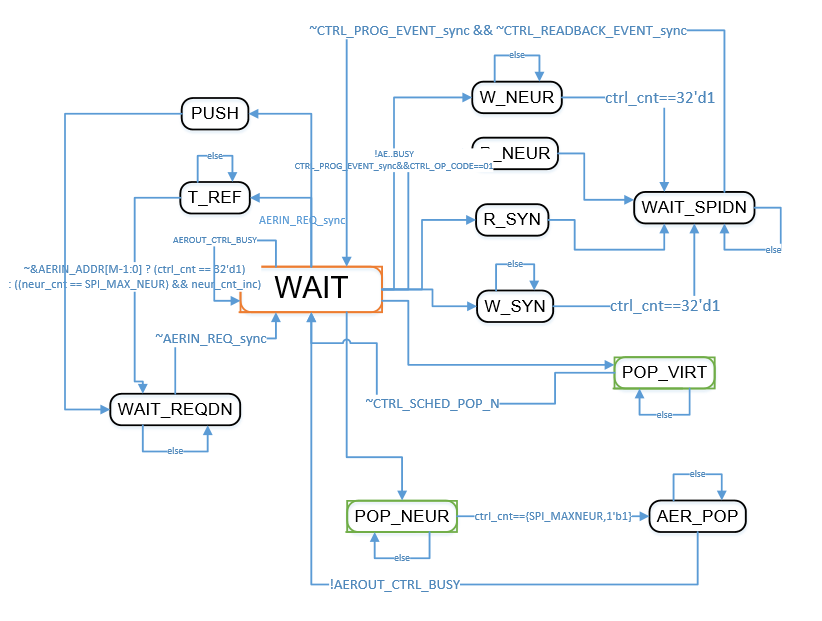 ~CTRL_PROG_EVENT_sync && ~CTRL_READBACK_EVENT_sync
else
W_NEUR
ctrl_cnt==32'd1
PUSH
!AE..BUSY
CTRL_PROG_EVENT_sync&&CTRL_OP_CODE==01
_NEUR
else
T_REF
AERIN_REQ_sync
R_SYN
WAIT_SPIDN
else
AEROUT_CTRL_BUSY
~&AERIN_ADDR[M-1:0] ? (ctrl_cnt == 32'd1)
: ((neur_cnt == SPI_MAX_NEUR) && neur_cnt_inc)
WAIT
else
W_SYN
ctrl_cnt==32'd1
~AERIN_REQ_sync
POP_VIRT
else
~CTRL_SCHED_POP_N
WAIT_REQDN
else
else
AER_POP
POP_NEUR
ctrl_cnt=={SPI_MAXNEUR,1'b1}
else
!AEROUT_CTRL_BUSY